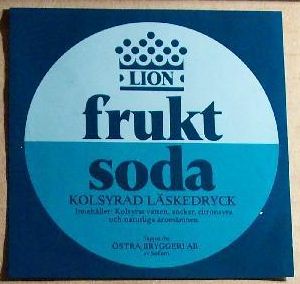 LION
frukt
soda
KOLSYRAD LÄSKEDRYCK
Innehåller: Kolsyrat vatten, socker, citronsyra
och naturliga aromämnen
ÖSTRA BRYGGERI AB